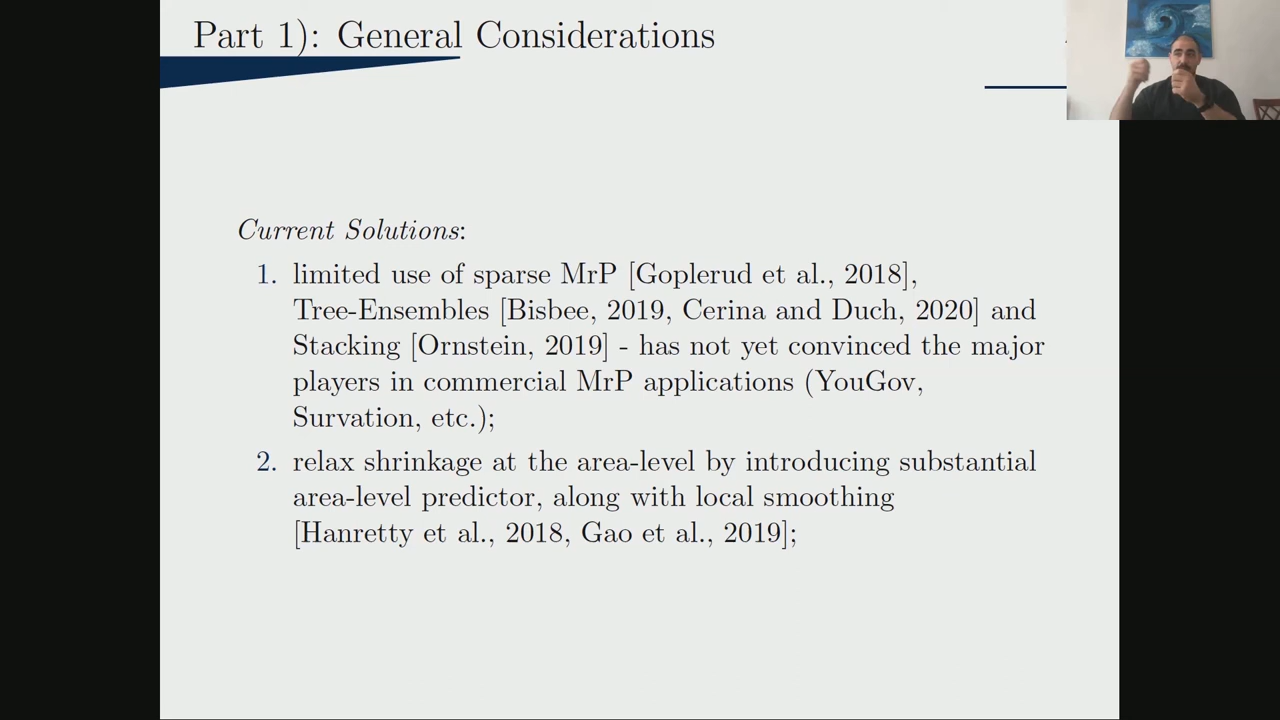 Part 1): General Considerations
Current Solutions:
1. limited use of sparse MrP [Goplerud et al., 2018],
Tree-Ensembles [Bisbee, 2019, Cerina and Duch, 2020] and
Stacking [Ornstein, 2019] - has not yet convinced the major
players in commercial MrP applications (YouGov,
Survation, etc.);
2. relax shrinkage at the area-level by introducing substantial
area-level predictor, along with local smoothing
[Hanretty et al., 2018, Gao et al., 2019];